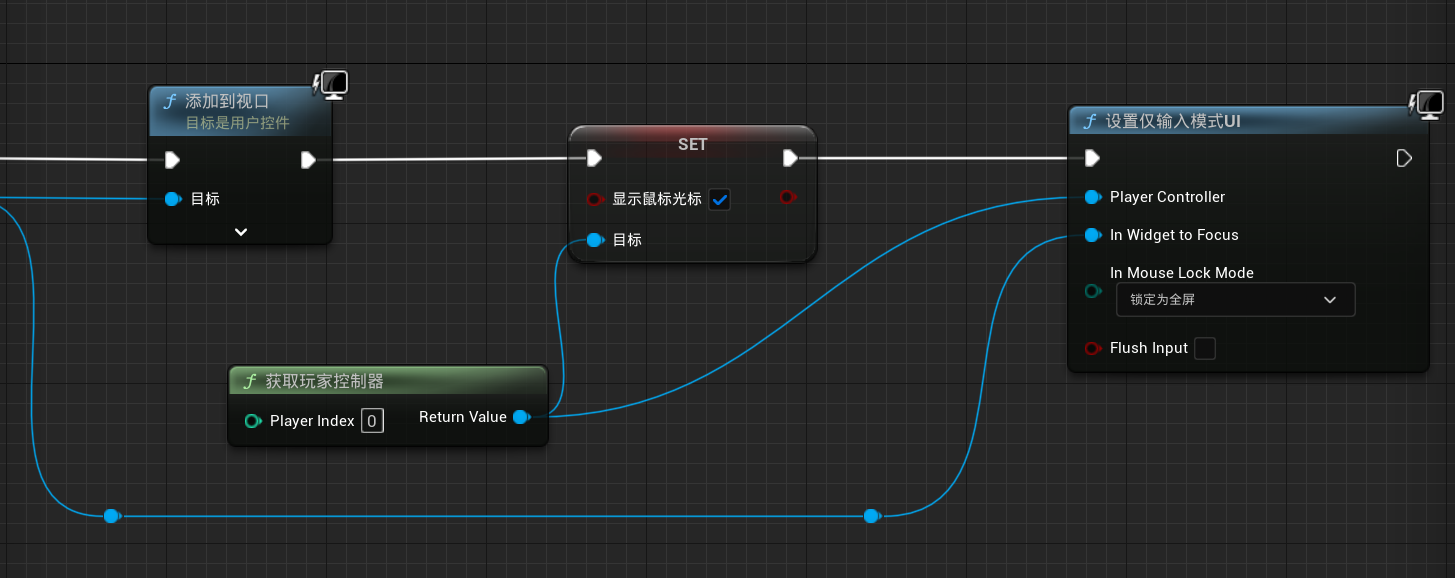 添加到视口
目标是用户控件
目标
SET
显示鼠标光标
目标
设置仅输入模式UI
Player Controller
In Widget to Focus
In Mouse Lock Mode
锁定为全屏
Flush Input
获取玩家控制器
Player Index 0 Return Value